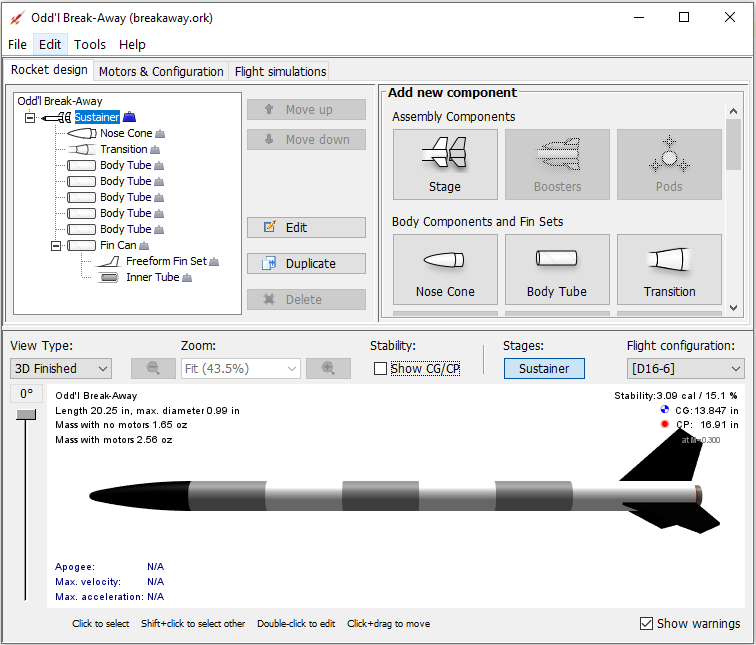 Odd'l Break-Away (breakaway.ork)
File Edit Tools Help
Rocket design Motors & Configuration Flight simulations
Odd'l Break-Away
Sustainer
Nose Cone
Transition
Body Tube
Body Tube
Body Tube
Body Tube
Body Tube
Fin Can
Freeform Fin Set
Inner Tube
Move up
Move down
Edit
Duplicate
Delete
Add new component
Assembly Components
Stage Boosters Pods
Body Components and Fin Sets
Nose Cone Body Tube Transition
View Type: Zoom: Stability: Stages: Flight configuration:
3D Finished Fit (43.5%) Show CG/CP Sustainer [D16-6]
0°
Odd'l Break-Away
Length 20.25 in, max. diameter 0.99 in
Mass with no motors 1.65 oz
Mass with motors 2.56 oz
Stability:3.09 cal / 15.1 %
CG:13.847 in
CP: 16.91 in
at M=0.300
Apogee: N/A
Max. velocity: N/A
Max. acceleration: N/A
Click to select Shift+click to select other Double-click to edit Click+drag to move
Show warnings